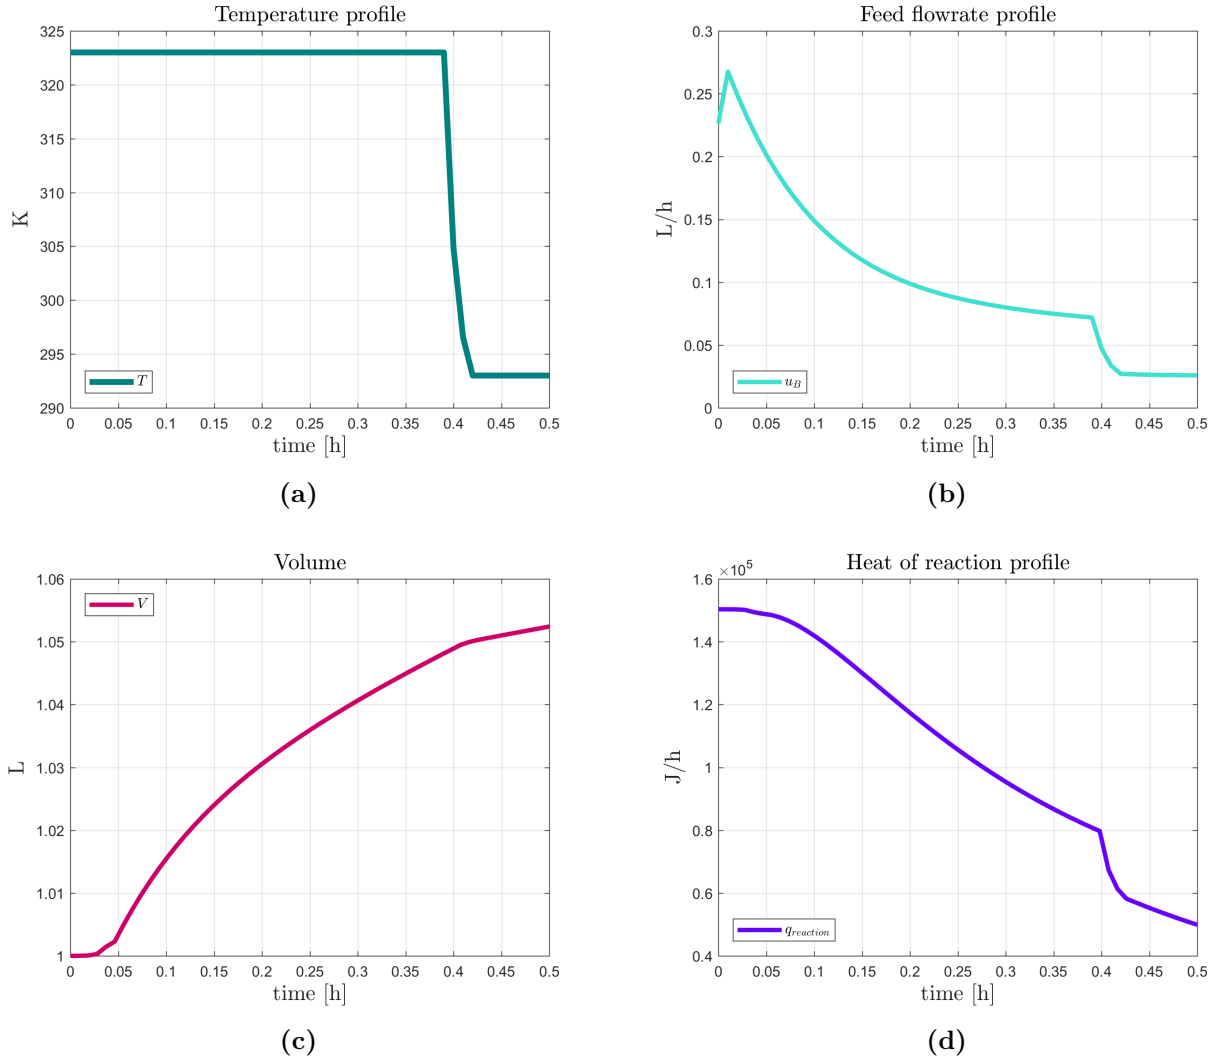 Temperature profile
325
320
315
310
305
300
295
290
K
T
0 0.05 0.1 0.15 0.2 0.25 0.3 0.35 0.4 0.45 0.5
time [h]
(a)
Feed flowrate profile
0.3
0.25
0.2
0.15
0.1
0.05
0
L/h
u_B
0 0.05 0.1 0.15 0.2 0.25 0.3 0.35 0.4 0.45 0.5
time [h]
(b)
Volume
1.06
1.05
1.04
1.03
1.02
1.01
1
L
V
0 0.05 0.1 0.15 0.2 0.25 0.3 0.35 0.4 0.45 0.5
time [h]
(c)
Heat of reaction profile
×10⁵
1.6
1.4
1.2
1
0.8
0.6
0.4
J/h
q_reaction
0 0.05 0.1 0.15 0.2 0.25 0.3 0.35 0.4 0.45 0.5
time [h]
(d)